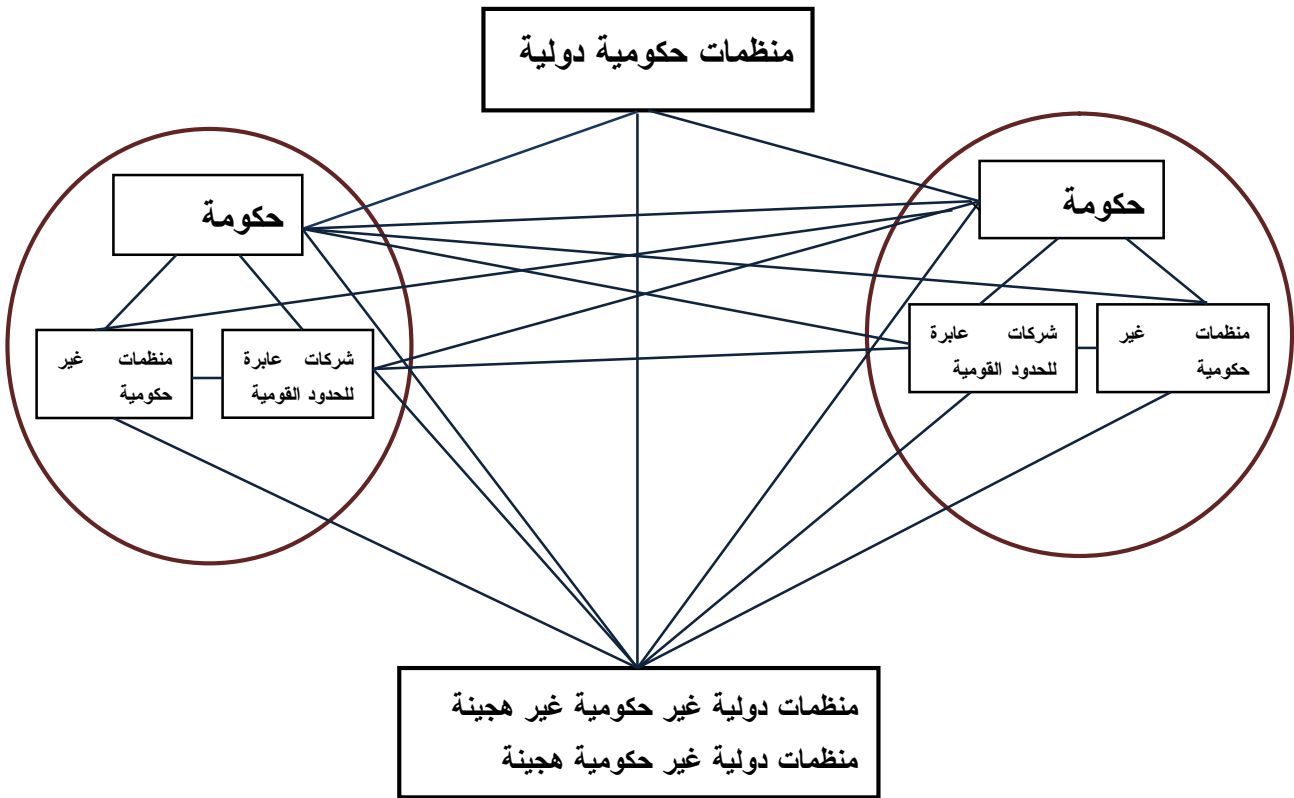 منظمات حكومية دولية
حكومة
حكومة
منظمات غير
حكومية
شركات عابرة
للحدود القومية
شركات عابرة
للحدود القومية
منظمات غير
حكومية
منظمات دولية غير حكومية غير هجينة
منظمات دولية غير حكومية هجينة